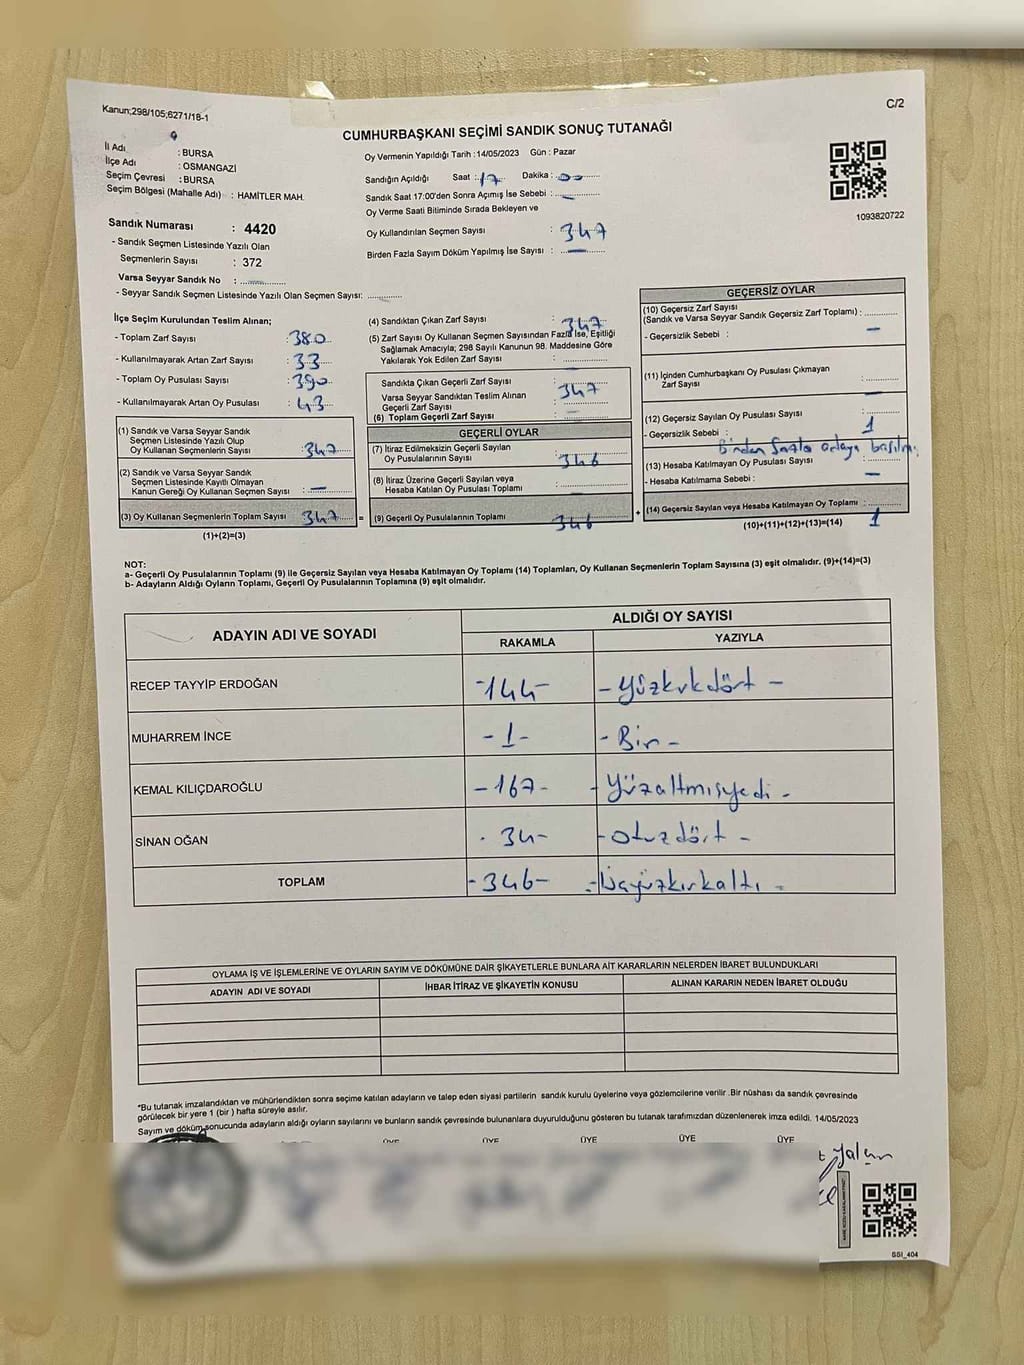 Kanun;298/105;6271/18-1
C/2
CUMHURBAŞKANI SEÇİMİ SANDIK SONUÇ TUTANAĞI
İl Adı : BURSA
İlçe Adı : OSMANGAZİ
Seçim Çevresi : BURSA
Seçim Bölgesi (Mahalle Adı) : HAMİTLER MAH.
Oy Vermenin Yapıldığı Tarih : 14/05/2023 Gün : Pazar
Sandığın Açıldığı Saat : 17 Dakika : 00
Sandık Saat 17:00'den Sonra Açımış İse Sebebi : —
Oy Verme Saati Bitiminde Sırada Bekleyen ve
Oy Kullandırılan Seçmen Sayısı : 347
Birden Fazla Sayım Döküm Yapılmış İse Sayısı : —
1093820722
Sandık Numarası : 4420
- Sandık Seçmen Listesinde Yazılı Olan
Seçmenlerin Sayısı : 372
Varsa Seyyar Sandık No :
- Seyyar Sandık Seçmen Listesinde Yazılı Olan Seçmen Sayısı:
İlçe Seçim Kurulundan Teslim Alınan;
- Toplam Zarf Sayısı : 380
- Kullanılmayarak Artan Zarf Sayısı : 33
- Toplam Oy Pusulası Sayısı : 390
- Kullanılmayarak Artan Oy Pusulası : 43
(1) Sandık ve Varsa Seyyar Sandık
Seçmen Listesinde Yazılı Olup
Oy Kullanan Seçmenlerin Sayısı : 347
(2) Sandık ve Varsa Seyyar Sandık
Seçmen Listesinde Kayıtlı Olmayan
Kanun Gereği Oy Kullanan Seçmen Sayısı : —
(3) Oy Kullanan Seçmenlerin Toplam Sayısı 347 =
(1)+(2)=(3)
(4) Sandıktan Çıkan Zarf Sayısı : 347
(5) Zarf Sayısı Oy Kullanan Seçmen Sayısından Fazla İse, Eşitliği
Sağlamak Amacıyla; 298 Sayılı Kanunun 98. Maddesine Göre
Yakılarak Yok Edilen Zarf Sayısı :
Sandıkta Çıkan Geçerli Zarf Sayısı : 347
Varsa Seyyar Sandıktan Teslim Alınan
Geçerli Zarf Sayısı :
(6) Toplam Geçerli Zarf Sayısı :
GEÇERLİ OYLAR
(7) İtiraz Edilmeksizin Geçerli Sayılan
Oy Pusulalarının Sayısı : 346
(8) İtiraz Üzerine Geçerli Sayılan veya
Hesaba Katılan Oy Pusulası Toplamı :
(9) Geçerli Oy Pusulalarının Toplamı : 346 +
GEÇERSİZ OYLAR
(10) Geçersiz Zarf Sayısı
(Sandık ve Varsa Seyyar Sandık Geçersiz Zarf Toplamı) :
- Geçersizlik Sebebi : —
(11) İçinden Cumhurbaşkanı Oy Pusulası Çıkmayan
Zarf Sayısı :
(12) Geçersiz Sayılan Oy Pusulası Sayısı : 1
- Geçersizlik Sebebi :
(13) Hesaba Katılmayan Oy Pusulası Sayısı :
- Hesaba Katılmama Sebebi : —
(14) Geçersiz Sayılan veya Hesaba Katılmayan Oy Toplamı : 1
(10)+(11)+(12)+(13)=(14)
NOT:
a- Geçerli Oy Pusulalarının Toplamı (9) ile Geçersiz Sayılan veya Hesaba Katılmayan Oy Toplamı (14) Toplamları, Oy Kullanan Seçmenlerin Toplam Sayısına (3) eşit olmalıdır. (9)+(14)=(3)
b- Adayların Aldığı Oyların Toplamı, Geçerli Oy Pusulalarının Toplamına (9) eşit olmalıdır.
ADAYIN ADI VE SOYADI
ALDIĞI OY SAYISI
RAKAMLA YAZIYLA
RECEP TAYYİP ERDOĞAN -144- - Yüzkırkdört -
MUHARREM İNCE - 1 - - Bir -
KEMAL KILIÇDAROĞLU - 167 - - Yüzaltmışyedi -
SİNAN OĞAN - 34 - - otuzdört -
TOPLAM - 346 - - Üçyüzkırkaltı -
OYLAMA İŞ VE İŞLEMLERİNE VE OYLARIN SAYIM VE DÖKÜMÜNE DAİR ŞİKAYETLERLE BUNLARA AİT KARARLARIN NELERDEN İBARET BULUNDUKLARI
ADAYIN ADI VE SOYADI İHBAR İTİRAZ VE ŞİKAYETİN KONUSU ALINAN KARARIN NEDEN İBARET OLDUĞU
*Bu tutanak imzalandıktan ve mühürlendikten sonra seçime katılan adayların ve talep eden siyasi partilerin sandık kurulu üyelerine veya gözlemcilerine verilir .Bir nüshası da sandık çevresinde
görülecek bir yere 1 (bir ) hafta süreyle asılır.
Sayım ve döküm sonucunda adayların aldığı oyların sayılarını ve bunların sandık çevresinde bulunanlara duyurulduğunu gösteren bu tutanak tarafımızdan düzenlenerek imza edildi. 14/05/2023
ÜYE ÜYE ÜYE ÜYE ÜYE
Yalçın
SSI_404